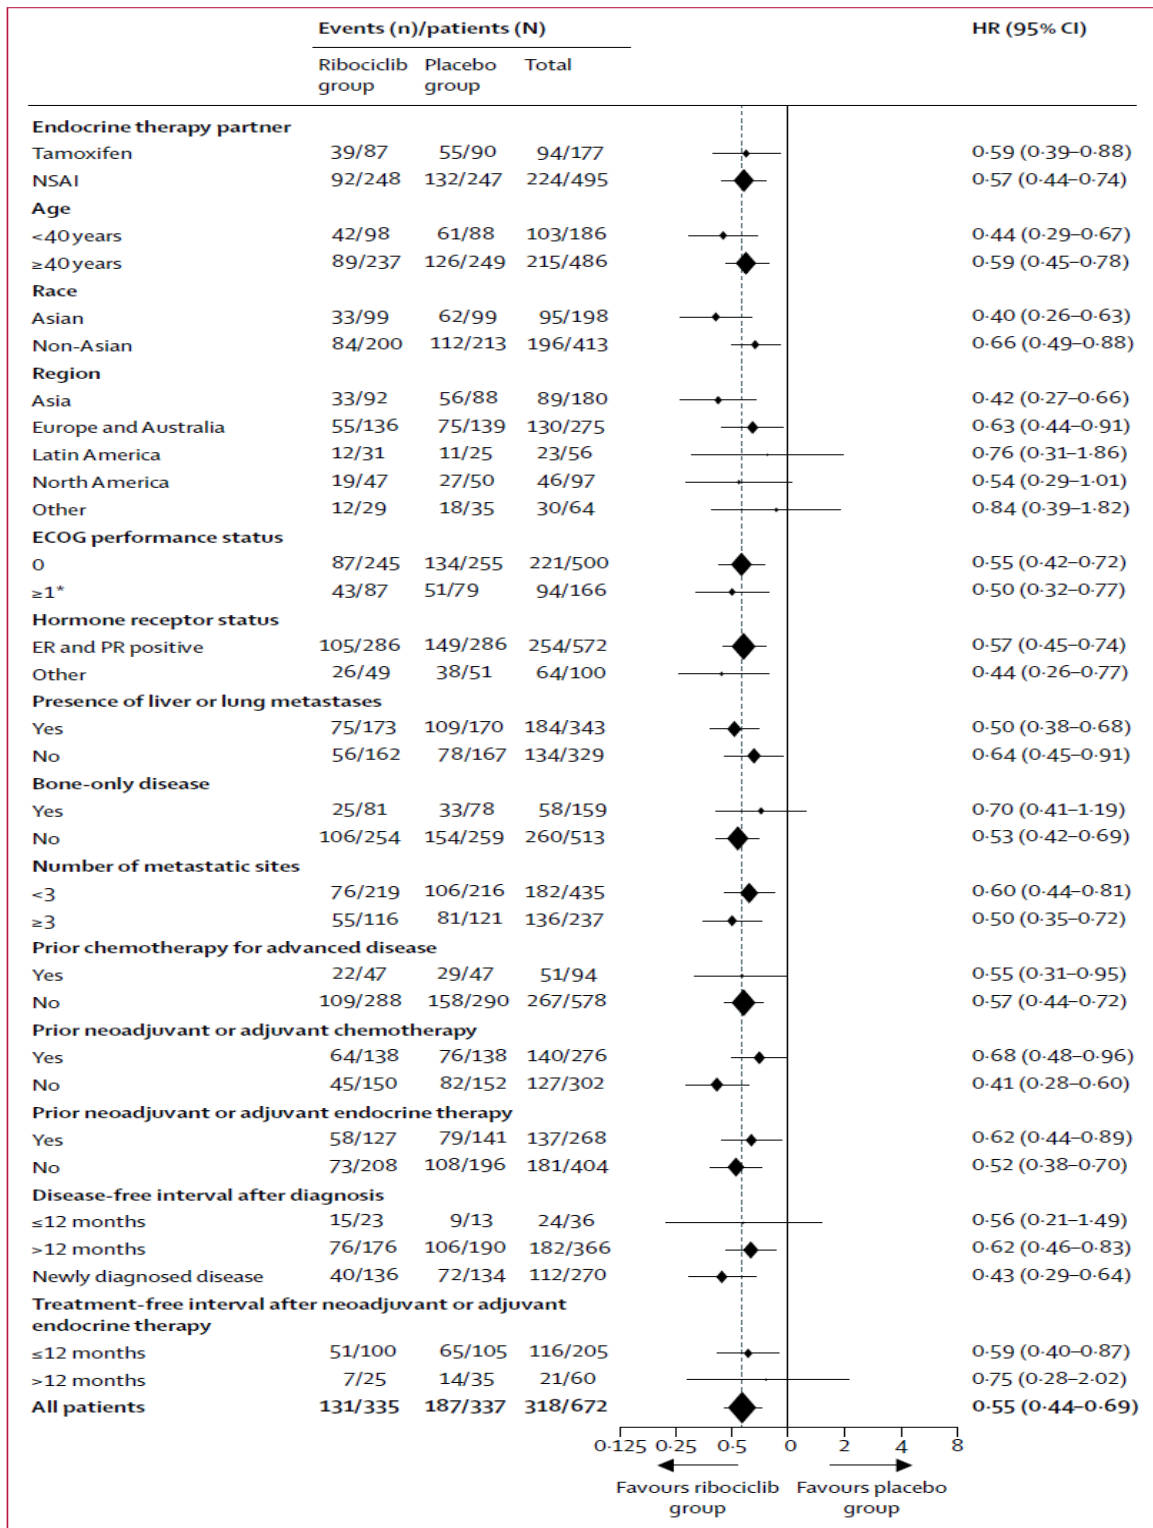 Events (n)/patients (N) HR (95% CI)
Ribociclib group Placebo group Total
Endocrine therapy partner
Tamoxifen 39/87 55/90 94/177 0·59 (0·39–0·88)
NSAI 92/248 132/247 224/495 0·57 (0·44–0·74)
Age
<40 years 42/98 61/88 103/186 0·44 (0·29–0·67)
≥40 years 89/237 126/249 215/486 0·59 (0·45–0·78)
Race
Asian 33/99 62/99 95/198 0·40 (0·26–0·63)
Non-Asian 84/200 112/213 196/413 0·66 (0·49–0·88)
Region
Asia 33/92 56/88 89/180 0·42 (0·27–0·66)
Europe and Australia 55/136 75/139 130/275 0·63 (0·44–0·91)
Latin America 12/31 11/25 23/56 0·76 (0·31–1·86)
North America 19/47 27/50 46/97 0·54 (0·29–1·01)
Other 12/29 18/35 30/64 0·84 (0·39–1·82)
ECOG performance status
0 87/245 134/255 221/500 0·55 (0·42–0·72)
≥1* 43/87 51/79 94/166 0·50 (0·32–0·77)
Hormone receptor status
ER and PR positive 105/286 149/286 254/572 0·57 (0·45–0·74)
Other 26/49 38/51 64/100 0·44 (0·26–0·77)
Presence of liver or lung metastases
Yes 75/173 109/170 184/343 0·50 (0·38–0·68)
No 56/162 78/167 134/329 0·64 (0·45–0·91)
Bone-only disease
Yes 25/81 33/78 58/159 0·70 (0·41–1·19)
No 106/254 154/259 260/513 0·53 (0·42–0·69)
Number of metastatic sites
<3 76/219 106/216 182/435 0·60 (0·44–0·81)
≥3 55/116 81/121 136/237 0·50 (0·35–0·72)
Prior chemotherapy for advanced disease
Yes 22/47 29/47 51/94 0·55 (0·31–0·95)
No 109/288 158/290 267/578 0·57 (0·44–0·72)
Prior neoadjuvant or adjuvant chemotherapy
Yes 64/138 76/138 140/276 0·68 (0·48–0·96)
No 45/150 82/152 127/302 0·41 (0·28–0·60)
Prior neoadjuvant or adjuvant endocrine therapy
Yes 58/127 79/141 137/268 0·62 (0·44–0·89)
No 73/208 108/196 181/404 0·52 (0·38–0·70)
Disease-free interval after diagnosis
≤12 months 15/23 9/13 24/36 0·56 (0·21–1·49)
>12 months 76/176 106/190 182/366 0·62 (0·46–0·83)
Newly diagnosed disease 40/136 72/134 112/270 0·43 (0·29–0·64)
Treatment-free interval after neoadjuvant or adjuvant
endocrine therapy
≤12 months 51/100 65/105 116/205 0·59 (0·40–0·87)
>12 months 7/25 14/35 21/60 0·75 (0·28–2·02)
All patients 131/335 187/337 318/672 0·55 (0·44–0·69)
0·125 0·25 0·5 0 2 4 8
Favours ribociclib group Favours placebo group